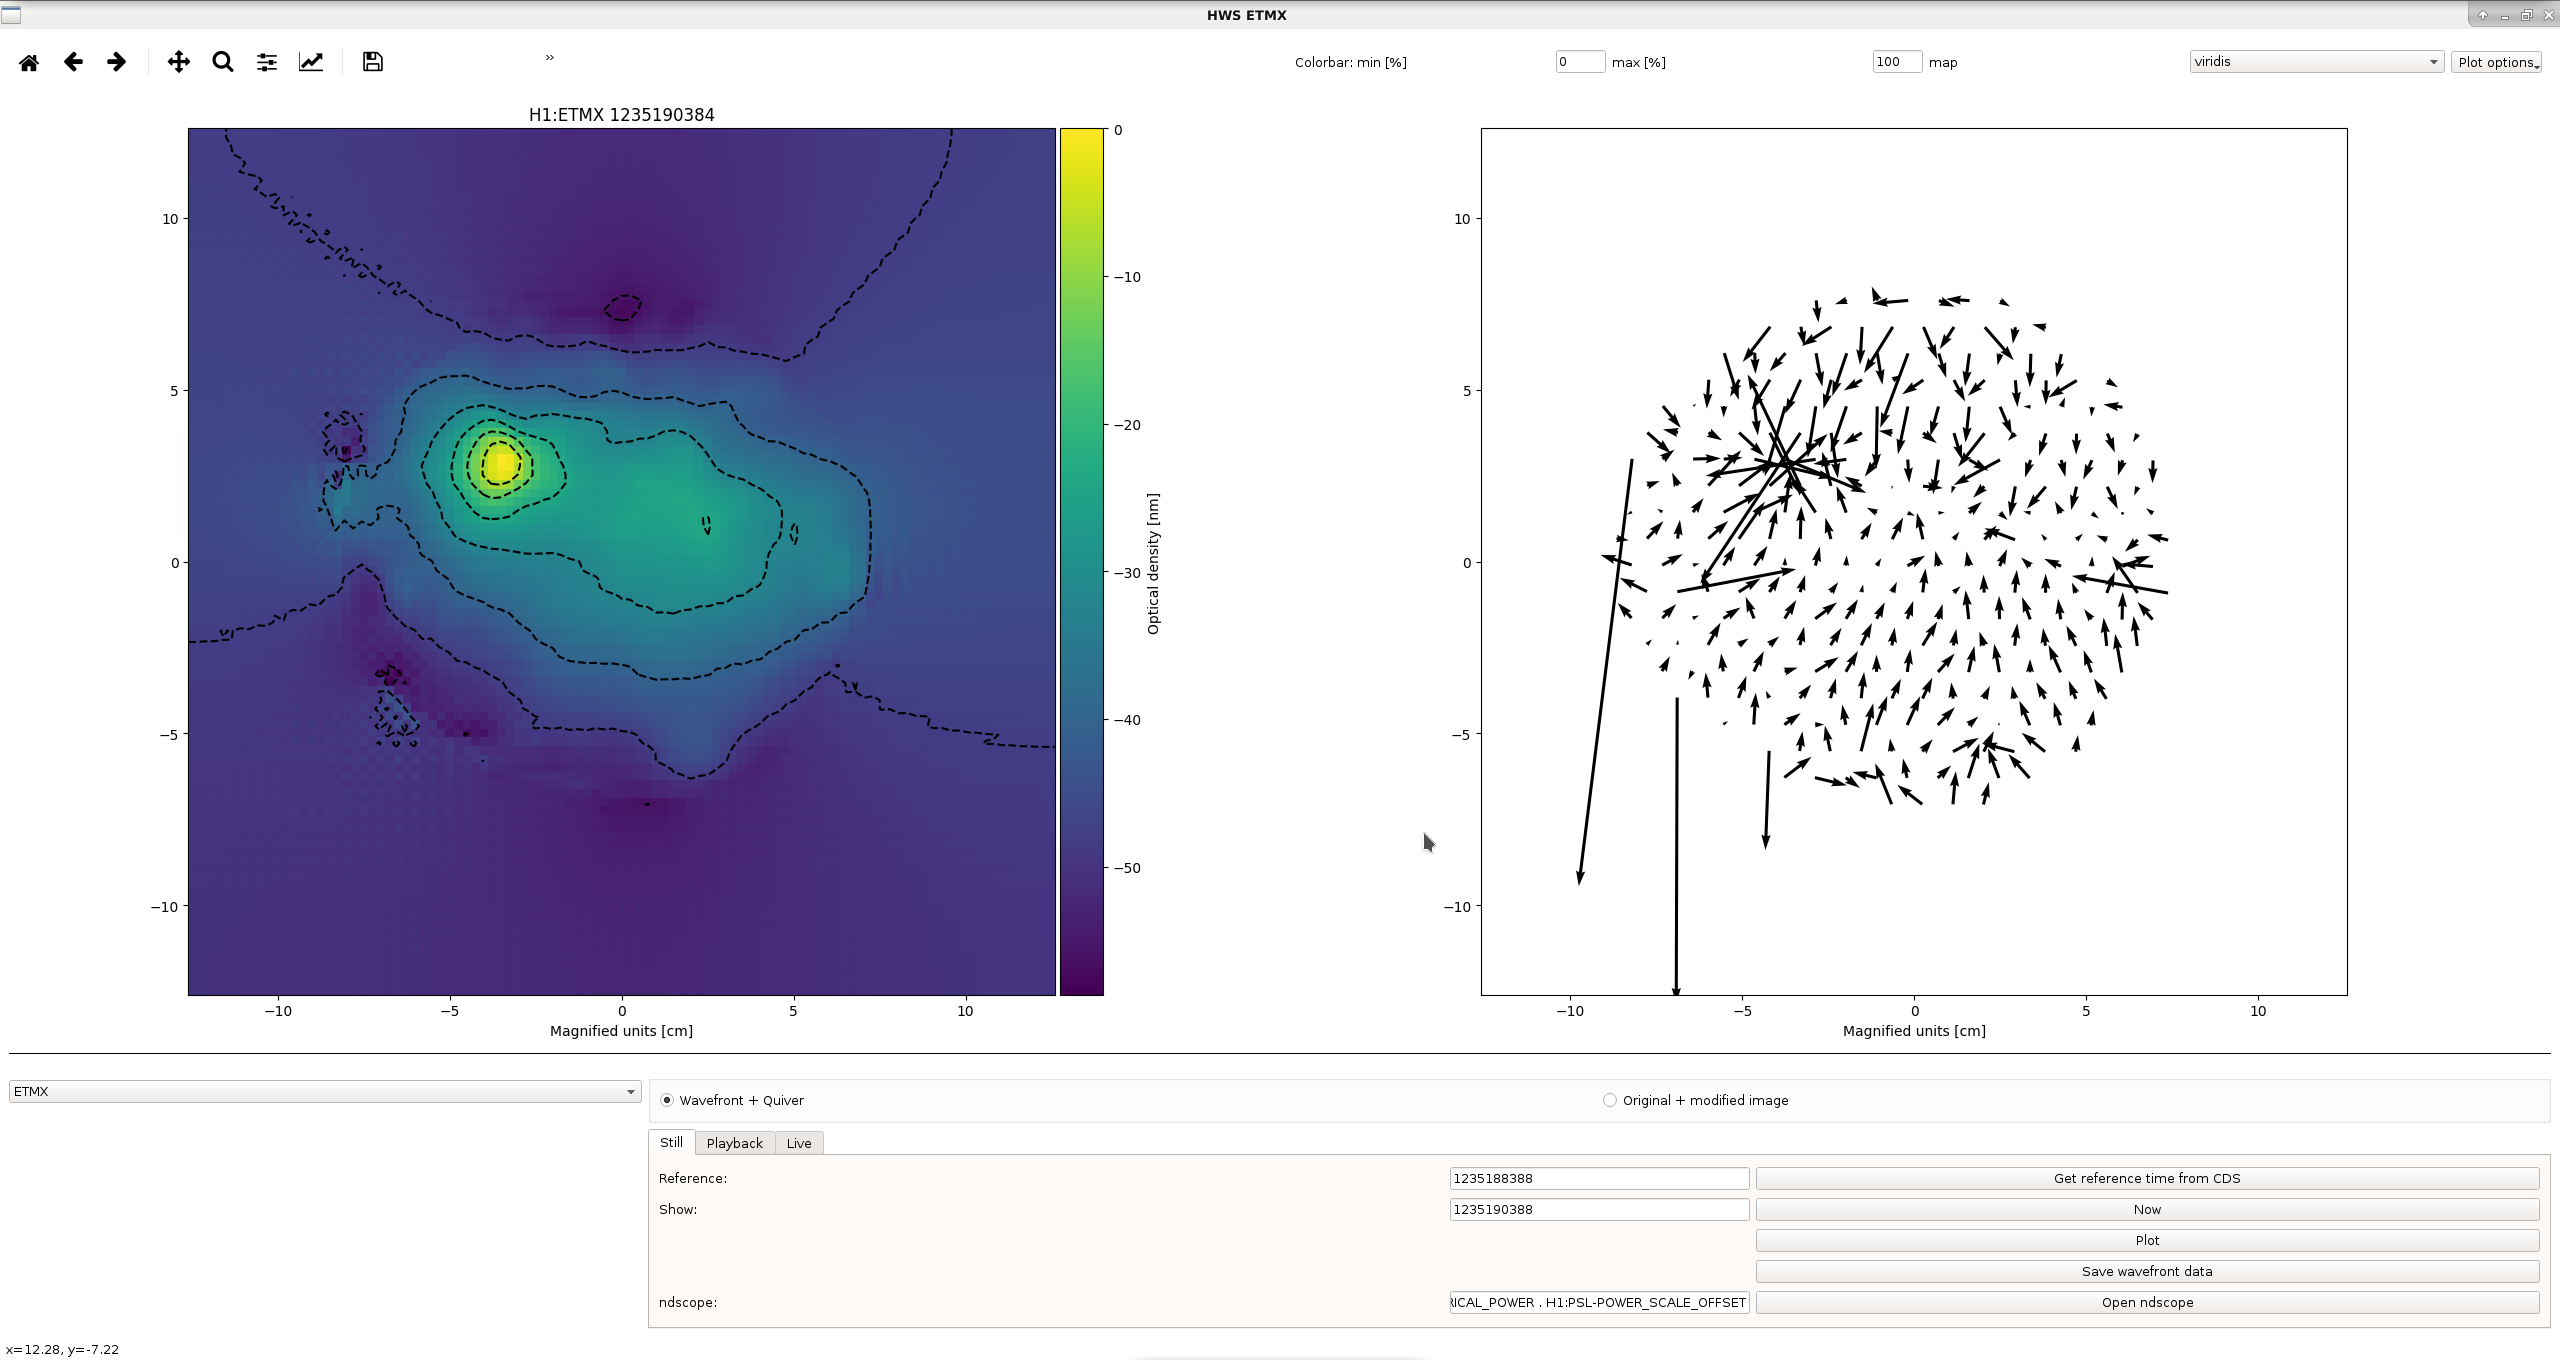 HWS ETMX
»
Colorbar: min [%] 0 max [%] 100 map viridis Plot options
H1:ETMX 1235190384
10
5
0
−5
−10
−10 −5 0 5 10
Magnified units [cm]
0
−10
−20
−30
−40
−50
Optical density [nm]
10
5
0
−5
−10
−10 −5 0 5 10
Magnified units [cm]
ETMX
Wavefront + Quiver
Original + modified image
Still Playback Live
Reference: 1235188388 Get reference time from CDS
Show: 1235190388 Now
Plot
Save wavefront data
ndscope: RICAL_POWER . H1:PSL-POWER_SCALE_OFFSET Open ndscope
x=12.28, y=-7.22